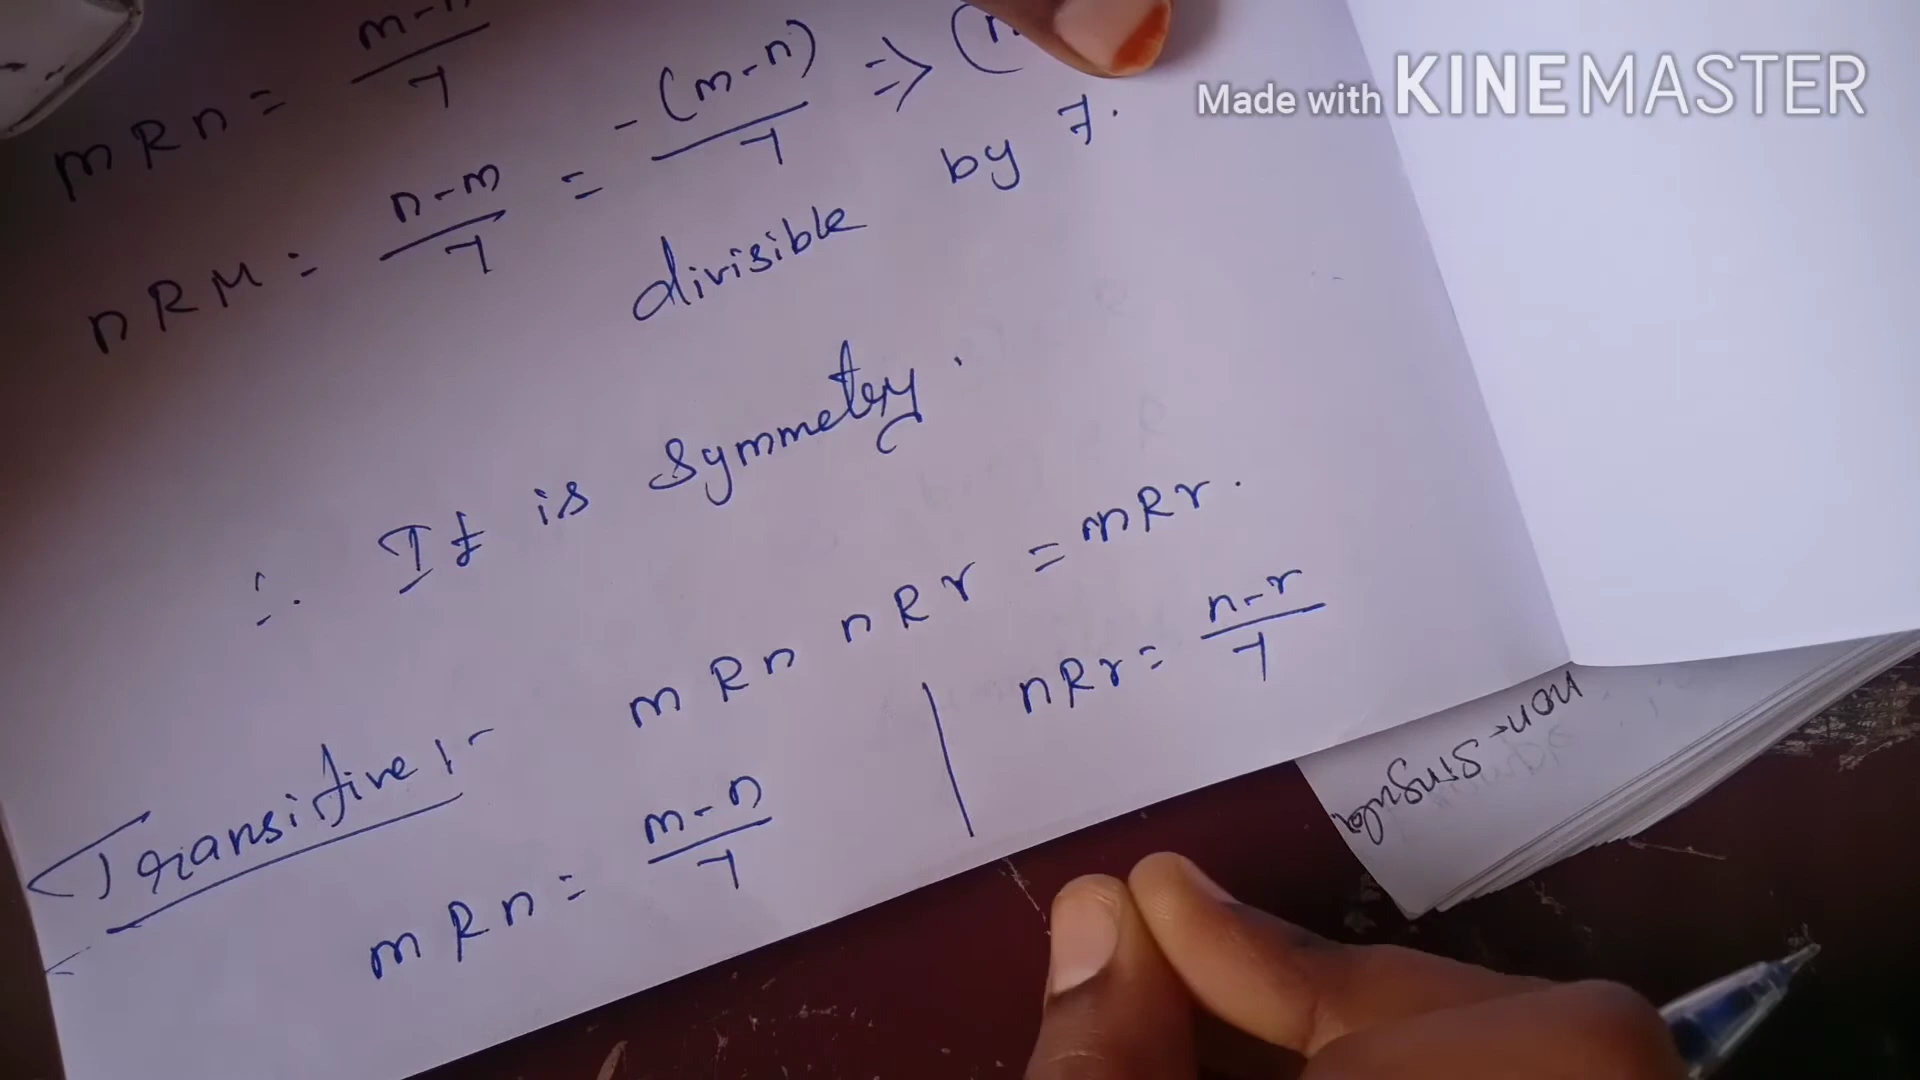 Made with KINEMASTER
mRn = m-n/7
nRM = n-m/7 = -(m-n)/7 => (
divisible by 7.
∴ It is Symmetry.
Transitive :- mRn nRr = mRr.
mRn = m-n/7 | nRr = n-r/7
non-Singula